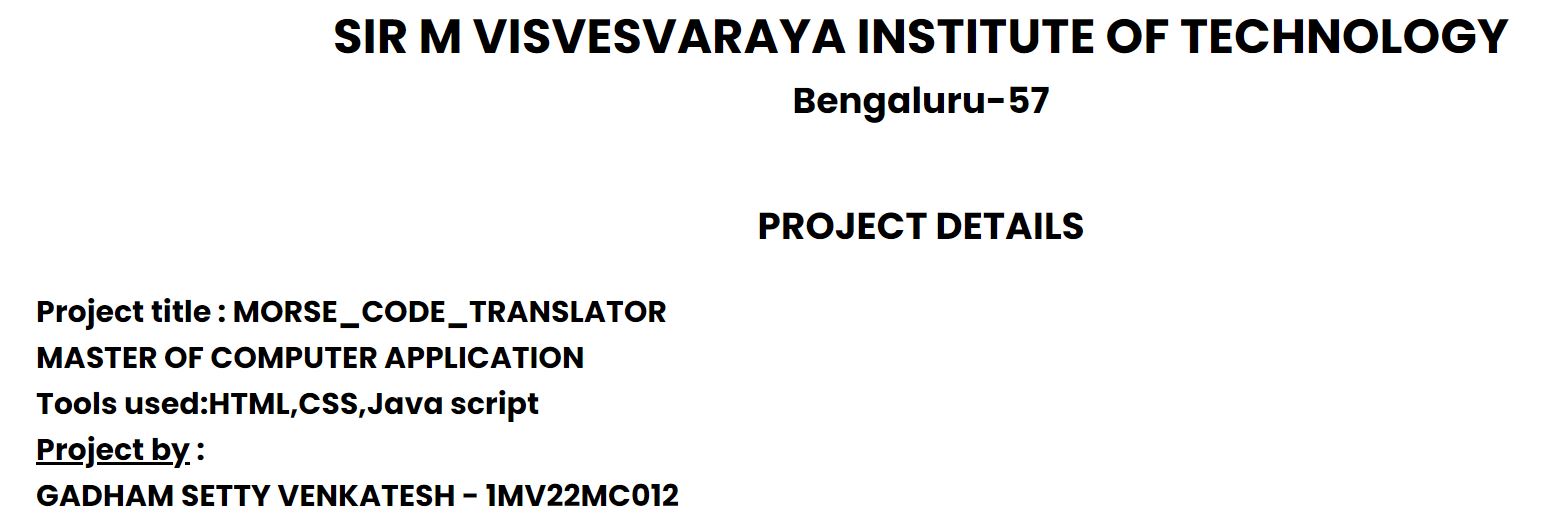 SIR M VISVESVARAYA INSTITUTE OF TECHNOLOGY
Bengaluru-57
PROJECT DETAILS
Project title : MORSE_CODE_TRANSLATOR
MASTER OF COMPUTER APPLICATION
Tools used:HTML,CSS,Java script
Project by :
GADHAM SETTY VENKATESH - 1MV22MC012